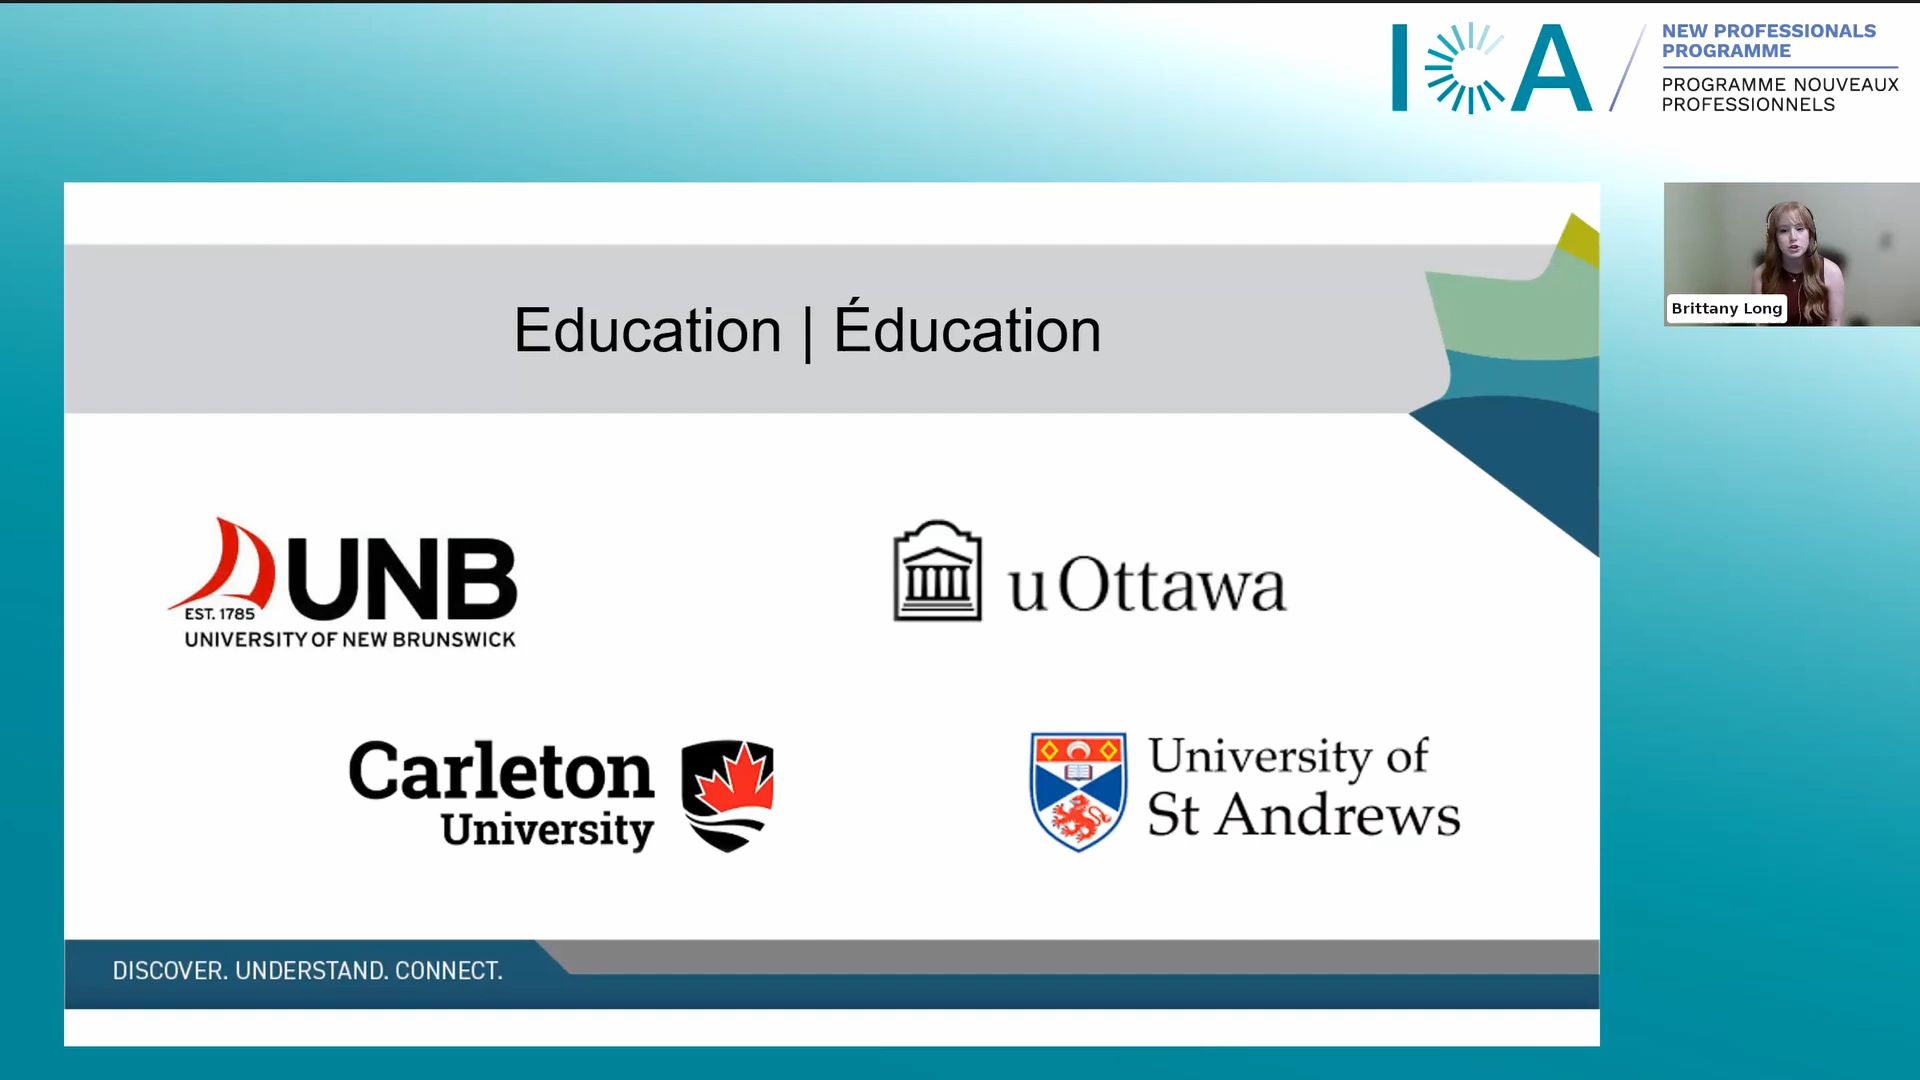 ICA
NEW PROFESSIONALS
PROGRAMME
PROGRAMME NOUVEAUX
PROFESSIONNELS
Brittany Long
Education | Éducation
EST. 1785
UNB
UNIVERSITY OF NEW BRUNSWICK
uOttawa
Carleton
University
University of
St Andrews
DISCOVER. UNDERSTAND. CONNECT.